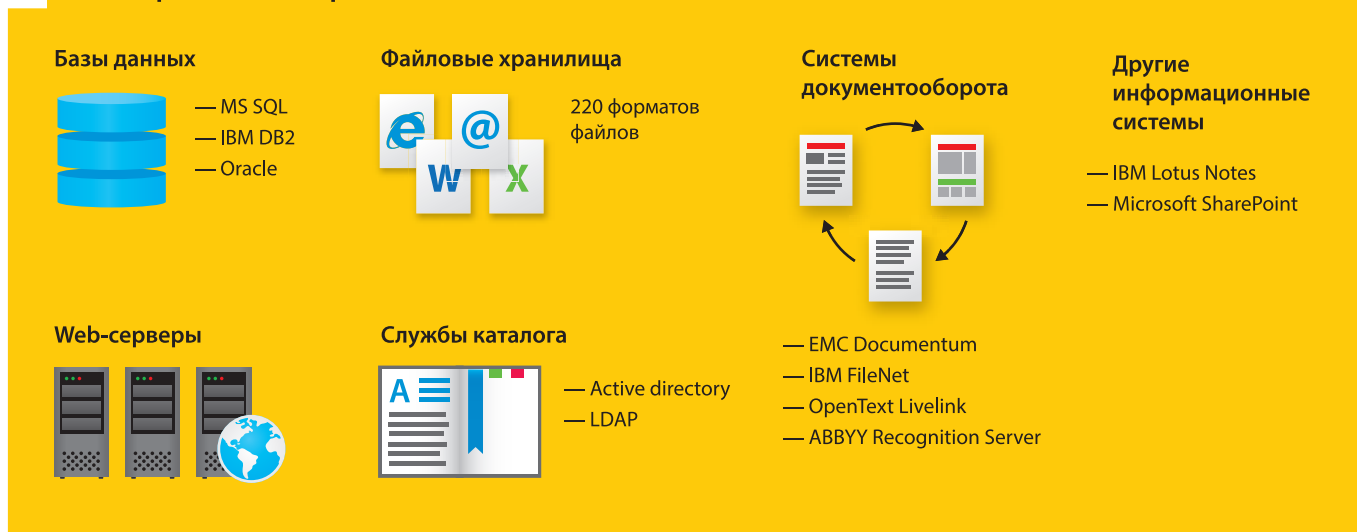 Базы данных
— MS SQL
— IBM DB2
— Oracle
Файловые хранилища
220 форматов
файлов
e
@
W
X
Системы
документооборота
— EMC Documentum
— IBM FileNet
— OpenText Livelink
— ABBYY Recognition Server
Другие
информационные
системы
— IBM Lotus Notes
— Microsoft SharePoint
Web-серверы
Службы каталога
A
— Active directory
— LDAP